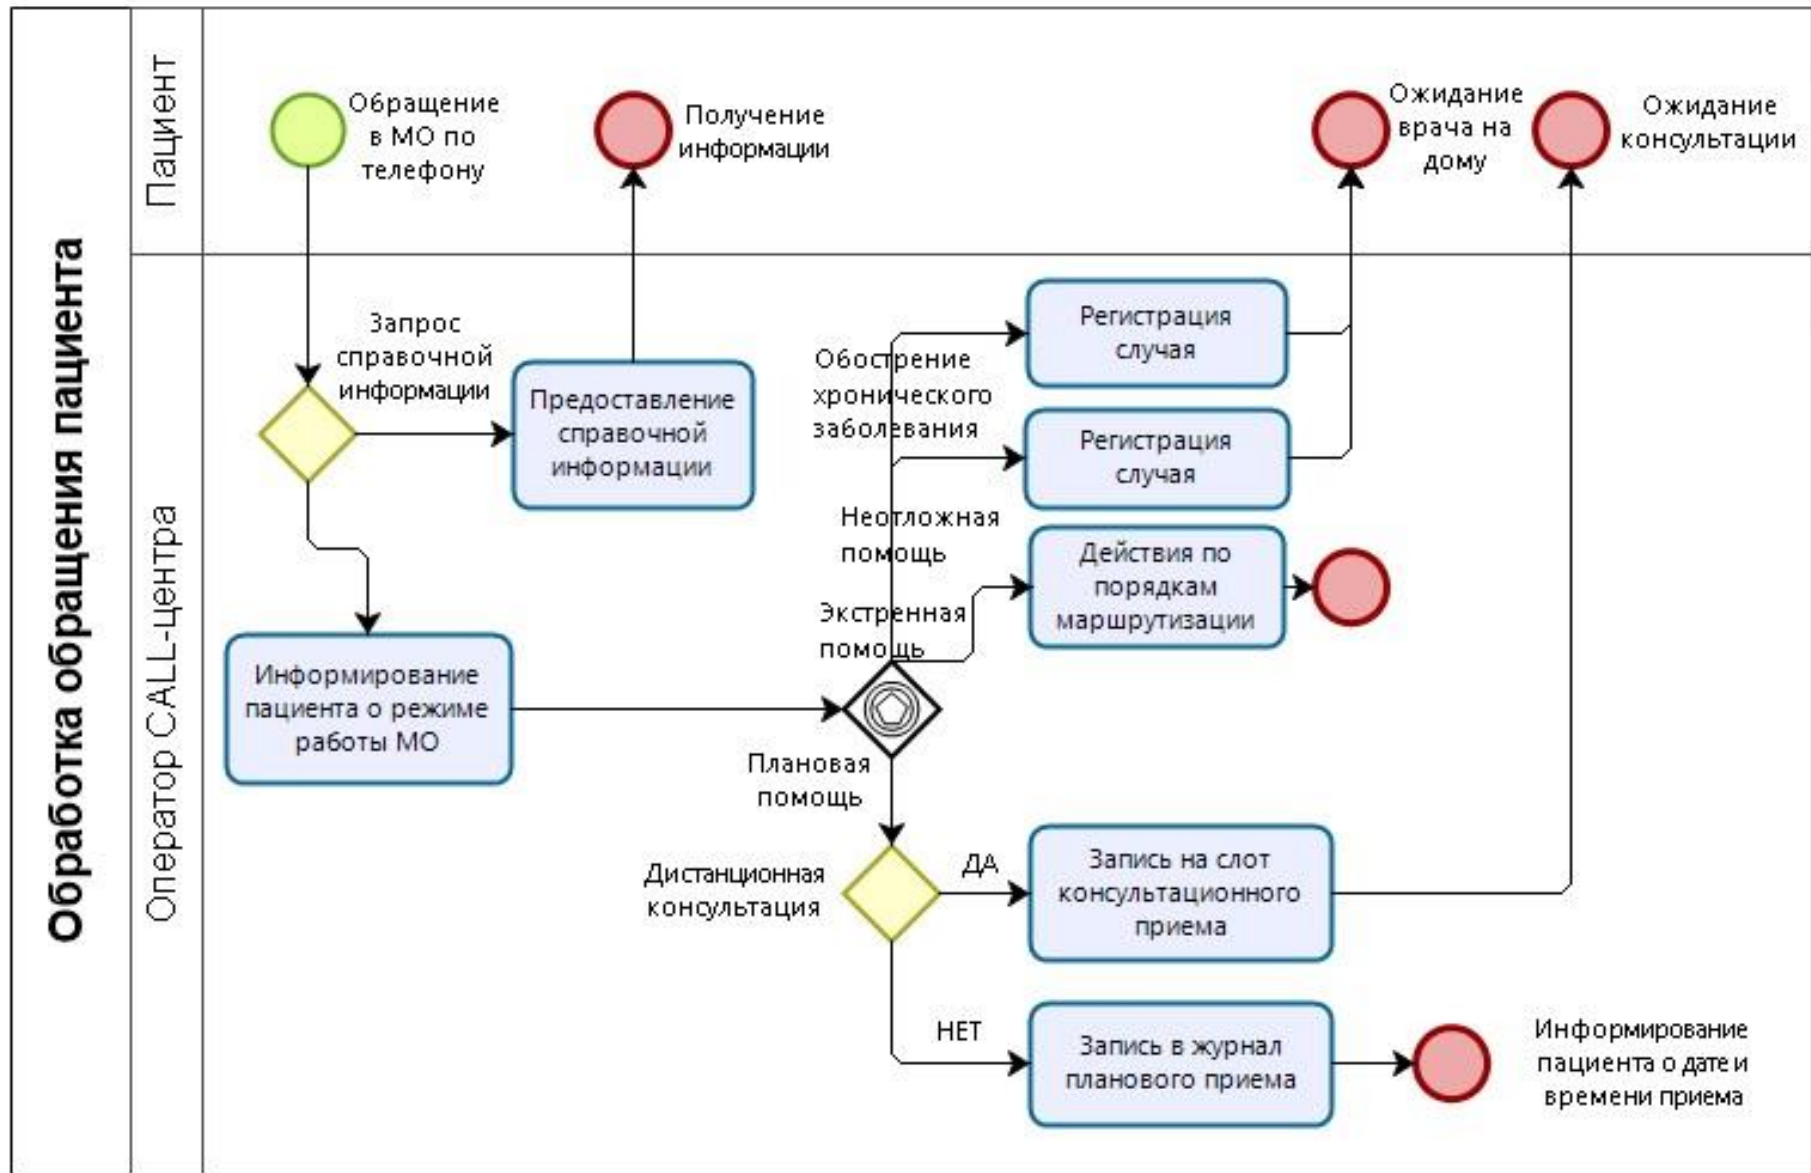 Обработка обращения пациента
Пациент
Обращение
в МО по
телефону
Получение
информации
Ожидание
врача на
дому
Ожидание
консультации
Оператор CALL-центра
Запрос
справочной
информации
Предоставление
справочной
информации
Обострение
хронического
заболевания
Регистрация
случая
Регистрация
случая
Неотложная
помощь
Действия по
порядкам
маршрутизации
Экстренная
помощь
Информирование
пациента о режиме
работы МО
Плановая
помощь
Дистанционная
консультация
ДА
Запись на слот
консультационного
приема
НЕТ
Запись в журнал
планового приема
Информирование
пациента о дате и
времени приема